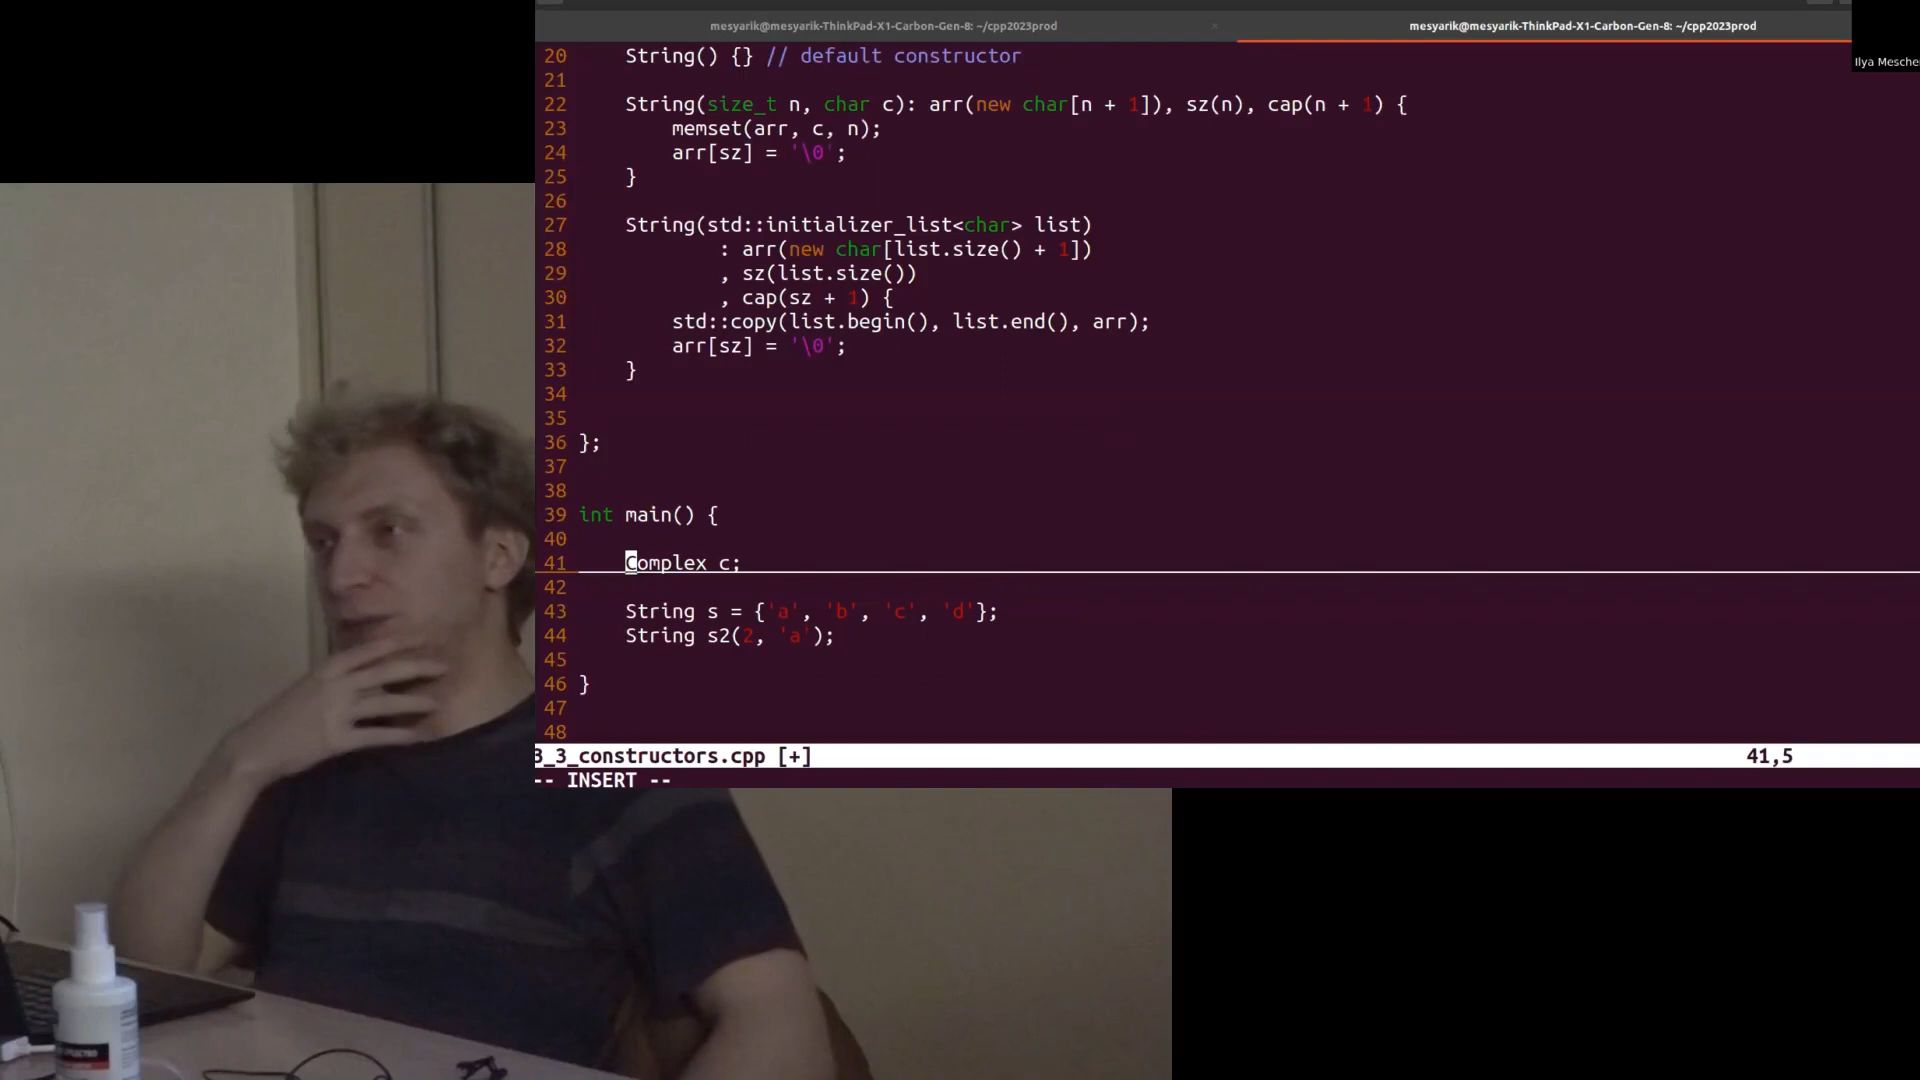 mesyarik@mesyarik-ThinkPad-X1-Carbon-Gen-8: ~/cpp2023prod
mesyarik@mesyarik-ThinkPad-X1-Carbon-Gen-8: ~/cpp2023prod
Ilya Mesche
20 String() {} // default constructor
21
22 String(size_t n, char c): arr(new char[n + 1]), sz(n), cap(n + 1) {
23 memset(arr, c, n);
24 arr[sz] = '\0';
25 }
26
27 String(std::initializer_list<char> list)
28 : arr(new char[list.size() + 1])
29 , sz(list.size())
30 , cap(sz + 1) {
31 std::copy(list.begin(), list.end(), arr);
32 arr[sz] = '\0';
33 }
34
35
36 };
37
38
39 int main() {
40
41 Complex c;
42
43 String s = {'a', 'b', 'c', 'd'};
44 String s2(2, 'a');
45
46 }
47
48
3_3_constructors.cpp [+] 41,5
-- INSERT --